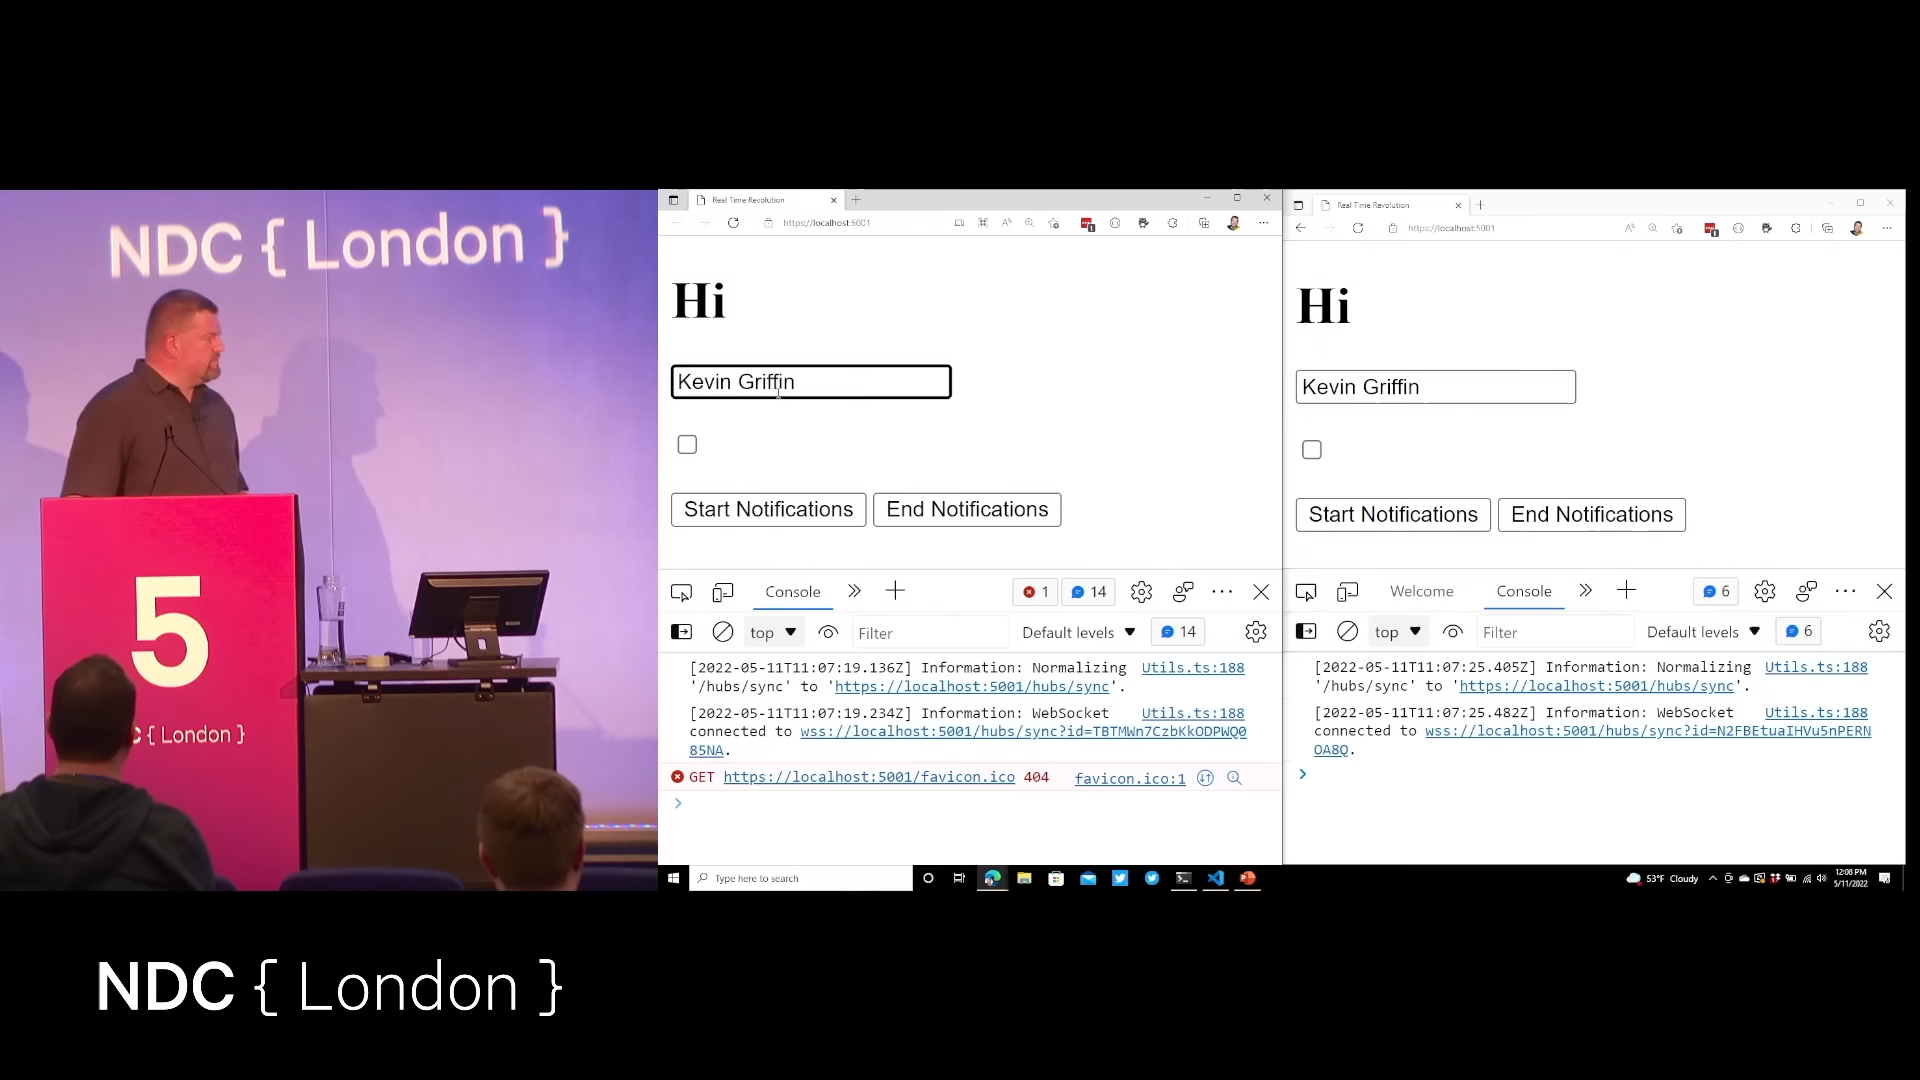 NDC { London }
5
C { London }
NDC { London }
Real Time Revolution
https://localhost:5001
Hi
Kevin Griffin
Start Notifications
End Notifications
Console
1
14
top
Filter
Default levels
14
[2022-05-11T11:07:19.136Z] Information: Normalizing Utils.ts:188
'/hubs/sync' to 'https://localhost:5001/hubs/sync'.
[2022-05-11T11:07:19.234Z] Information: WebSocket Utils.ts:188
connected to wss://localhost:5001/hubs/sync?id=TBTMWn7CzbKkODPWQ0
85NA.
GET https://localhost:5001/favicon.ico 404 favicon.ico:1
Type here to search
Real Time Revolution
https://localhost:5001
Hi
Kevin Griffin
Start Notifications
End Notifications
Welcome
Console
6
top
Filter
Default levels
6
[2022-05-11T11:07:25.405Z] Information: Normalizing Utils.ts:188
'/hubs/sync' to 'https://localhost:5001/hubs/sync'.
[2022-05-11T11:07:25.482Z] Information: WebSocket Utils.ts:188
connected to wss://localhost:5001/hubs/sync?id=N2FBEtuaIHVu5nPERN
OA8Q.
53°F Cloudy
12:08 PM
5/11/2022